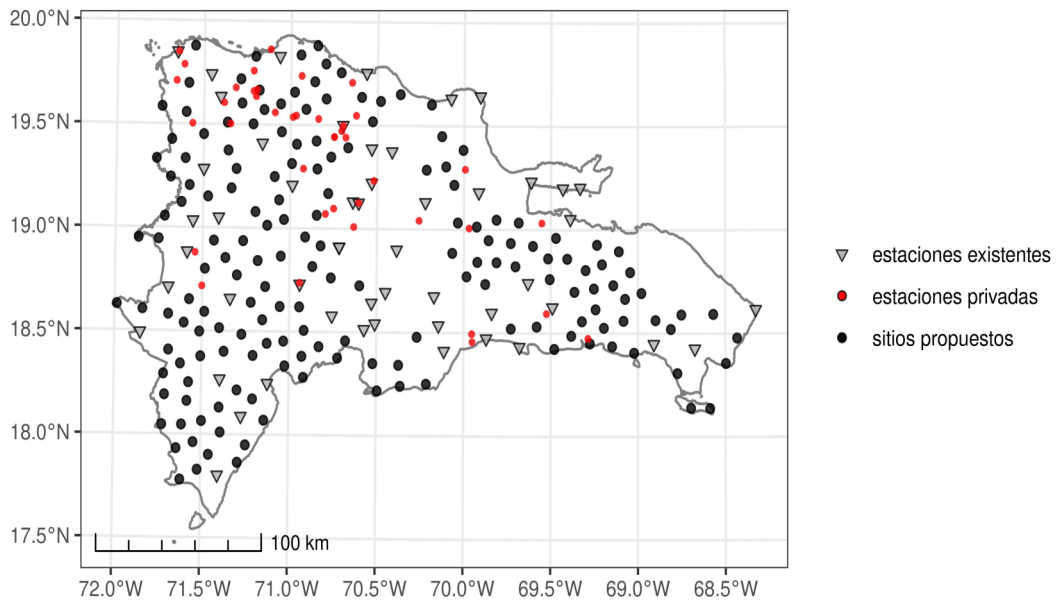 20.0°N
19.5°N
19.0°N
18.5°N
18.0°N
17.5°N
100 km
72.0°W 71.5°W 71.0°W 70.5°W 70.0°W 69.5°W 69.0°W 68.5°W
estaciones existentes
estaciones privadas
sitios propuestos